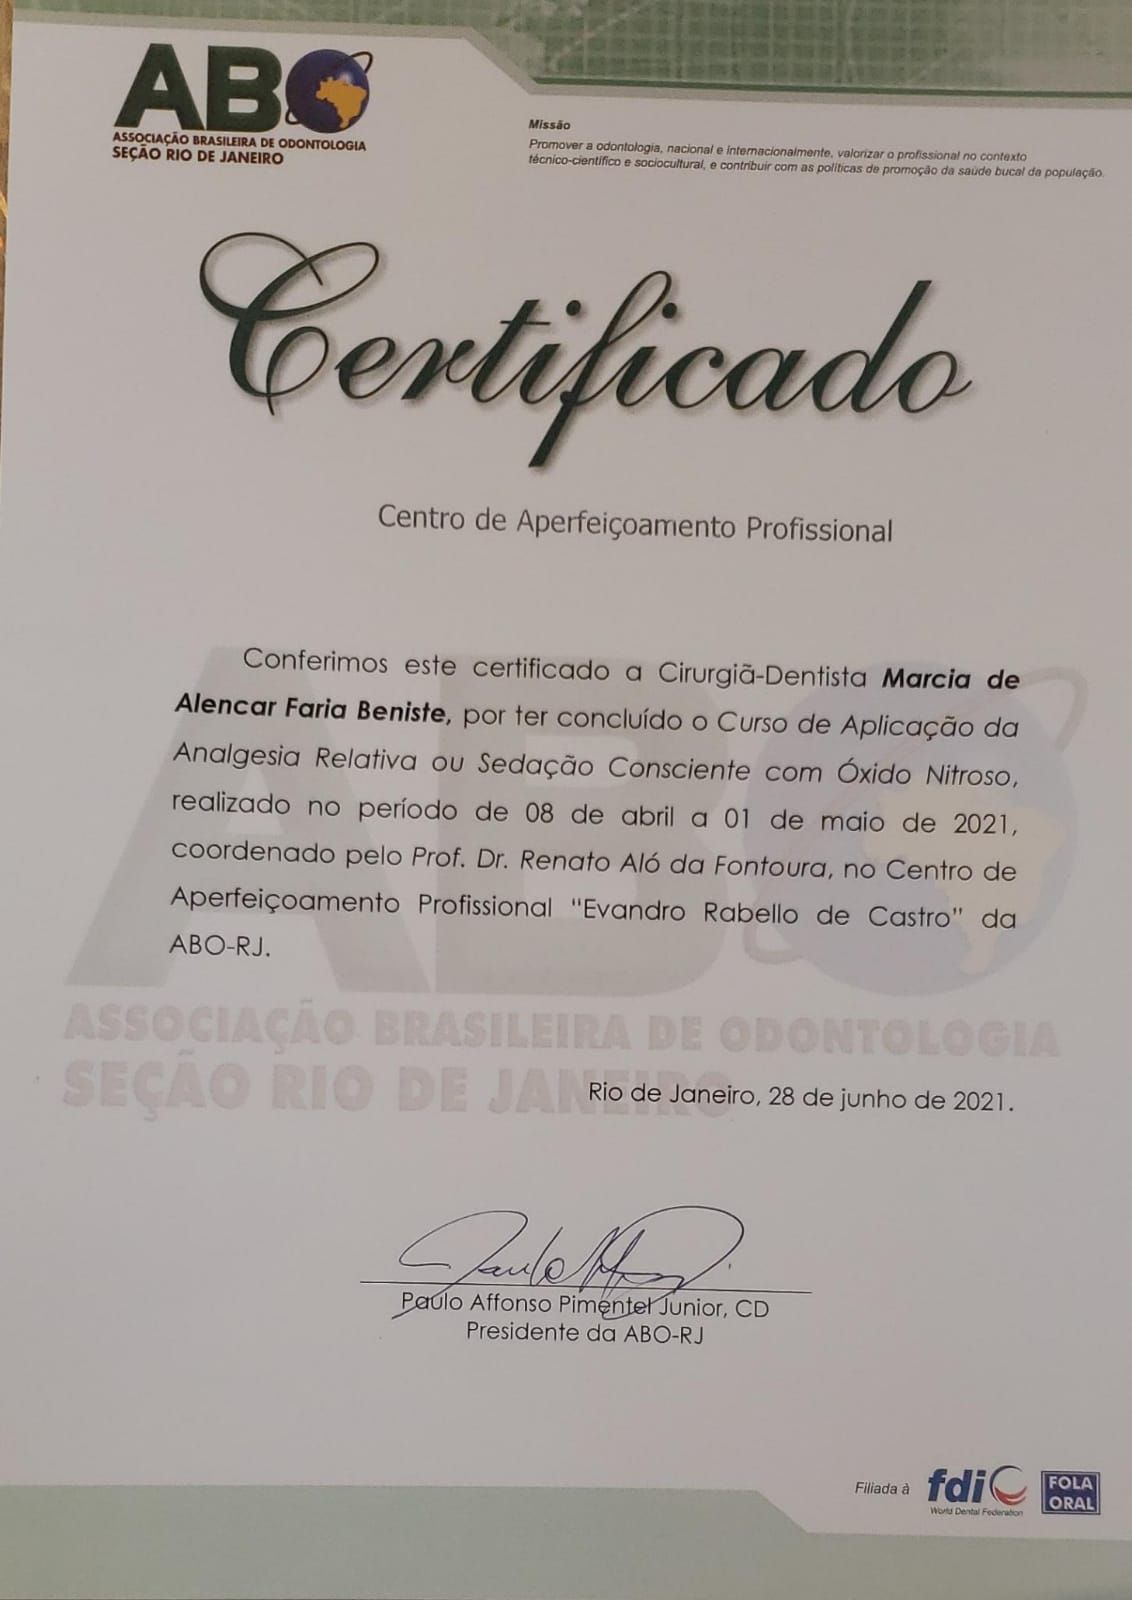 ABO
ASSOCIAÇÃO BRASILEIRA DE ODONTOLOGIA
SEÇÃO RIO DE JANEIRO
Missão
Promover a odontologia, nacional e internacionalmente, valorizar o profissional no contexto
técnico-científico e sociocultural, e contribuir com as políticas de promoção da saúde bucal da população.
Certificado
Centro de Aperfeiçoamento Profissional
Conferimos este certificado a Cirurgiã-Dentista Marcia de
Alencar Faria Beniste, por ter concluído o Curso de Aplicação da
Analgesia Relativa ou Sedação Consciente com Óxido Nitroso,
realizado no período de 08 de abril a 01 de maio de 2021,
coordenado pelo Prof. Dr. Renato Aló da Fontoura, no Centro de
Aperfeiçoamento Profissional "Evandro Rabello de Castro" da
ABO-RJ.
ABO
ASSOCIAÇÃO BRASILEIRA DE ODONTOLOGIA
SEÇÃO RIO DE JANEIRO
Rio de Janeiro, 28 de junho de 2021.
Paulo Affonso Pimentel Junior, CD
Presidente da ABO-RJ
Filiada à
fdi
World Dental Federation
FOLA
ORAL